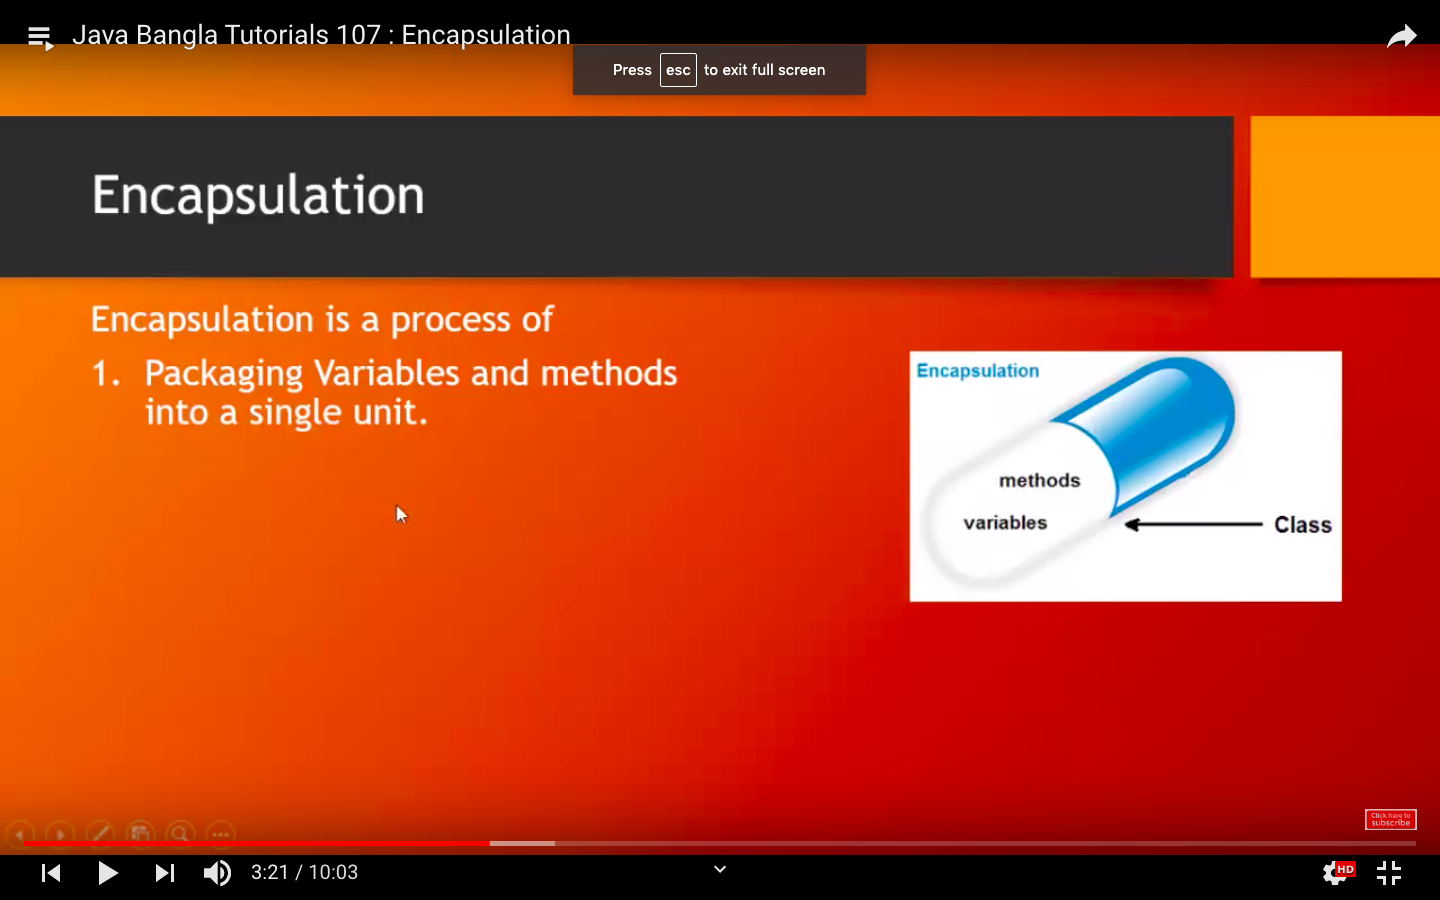 Java Bangla Tutorials 107 : Encapsulation
Press esc to exit full screen
Encapsulation
Encapsulation is a process of
1. Packaging Variables and methods
into a single unit.
Encapsulation
methods
variables
Class
Click here to
subscribe
3:21 / 10:03
HD